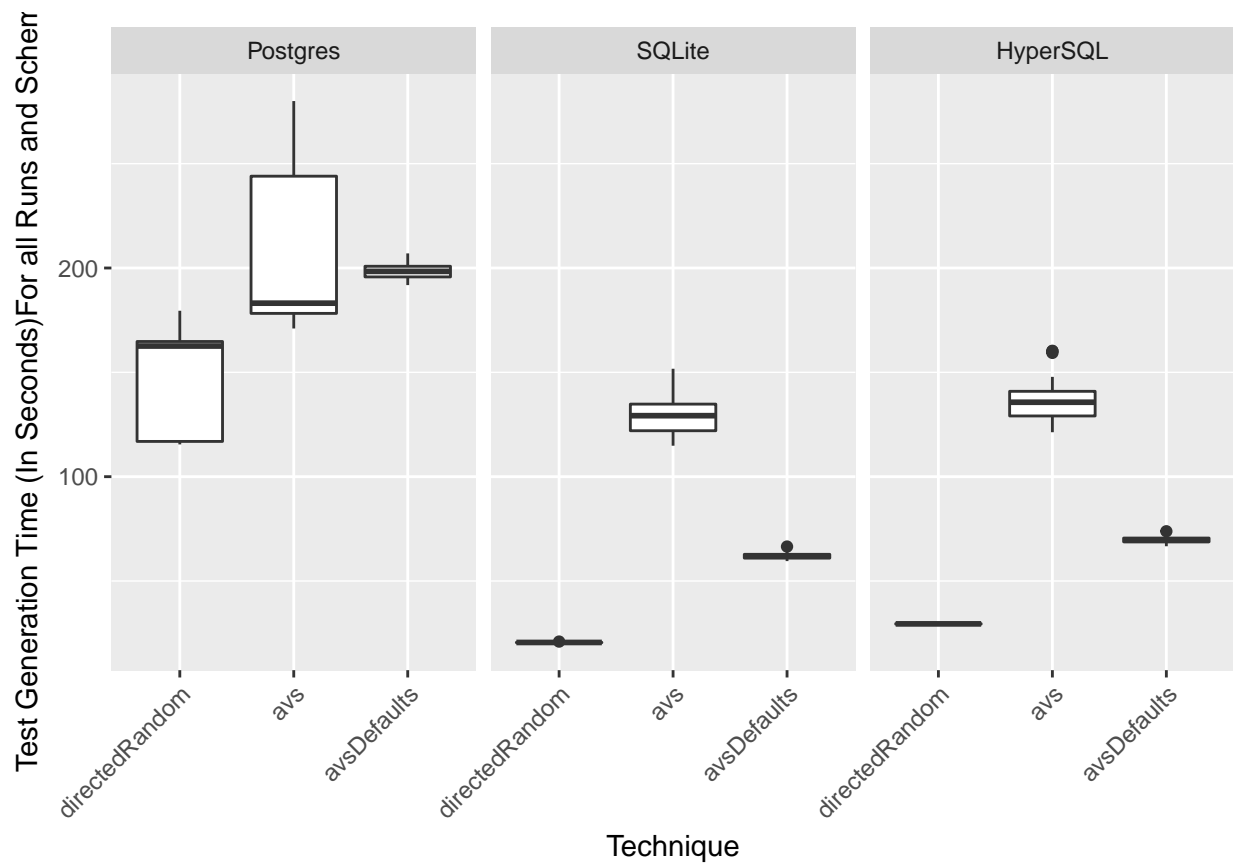 Postgres
SQLite
HyperSQL
Test Generation Time (In Seconds)For all Runs and
200
100
directedRandom
avs
avsDefaults
directedRandom
avs
avsDefaults
directedRandom
avs
avsDefaults
Technique